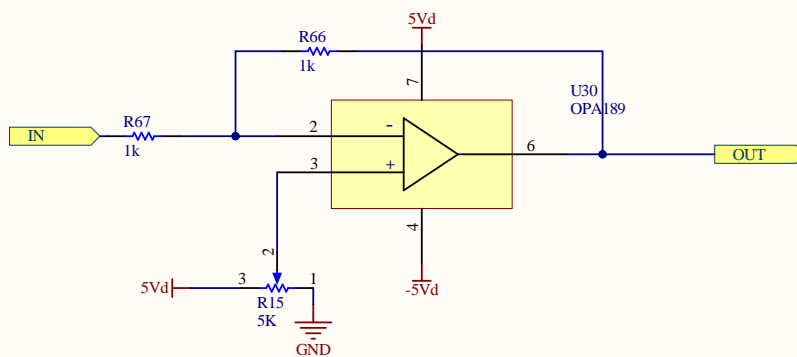 5Vd
R66
1k
7
U30
OPA189
R67
IN
1k
2
-
6
OUT
3
+
4
2
5Vd
3
1
-5Vd
R15
5K
GND